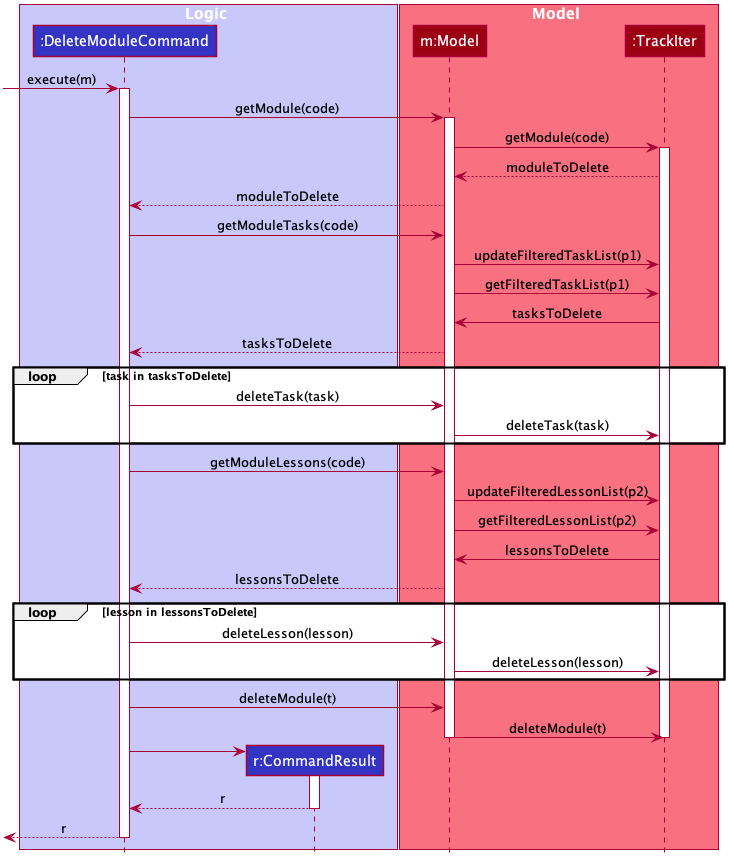 Logic
Model
:DeleteModuleCommand
m:Model
:TrackIter
execute(m)
getModule(code)
getModule(code)
moduleToDelete
moduleToDelete
getModuleTasks(code)
updateFilteredTaskList(p1)
getFilteredTaskList(p1)
tasksToDelete
tasksToDelete
loop [task in tasksToDelete]
deleteTask(task)
deleteTask(task)
getModuleLessons(code)
updateFilteredLessonList(p2)
getFilteredLessonList(p2)
lessonsToDelete
lessonsToDelete
loop [lesson in lessonsToDelete]
deleteLesson(lesson)
deleteLesson(lesson)
deleteModule(t)
deleteModule(t)
r:CommandResult
r
r